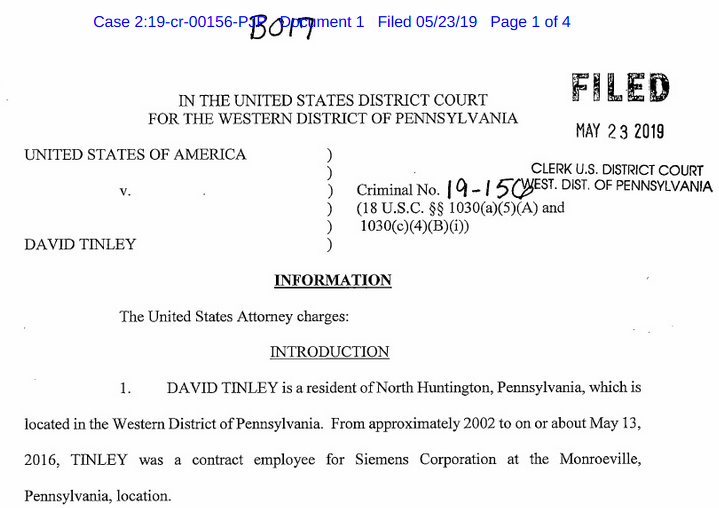 Case 2:19-cr-00156-PJP Document 1 Filed 05/23/19 Page 1 of 4
FILED
IN THE UNITED STATES DISTRICT COURT
FOR THE WESTERN DISTRICT OF PENNSYLVANIA
MAY 23 2019
CLERK U.S. DISTRICT COURT
WEST. DIST. OF PENNSYLVANIA
UNITED STATES OF AMERICA )
)
v. ) Criminal No. 19-156
) (18 U.S.C. §§ 1030(a)(5)(A) and
) 1030(c)(4)(B)(i))
DAVID TINLEY )
INFORMATION
The United States Attorney charges:
INTRODUCTION
1. DAVID TINLEY is a resident of North Huntington, Pennsylvania, which is
located in the Western District of Pennsylvania. From approximately 2002 to on or about May 13,
2016, TINLEY was a contract employee for Siemens Corporation at the Monroeville,
Pennsylvania, location.